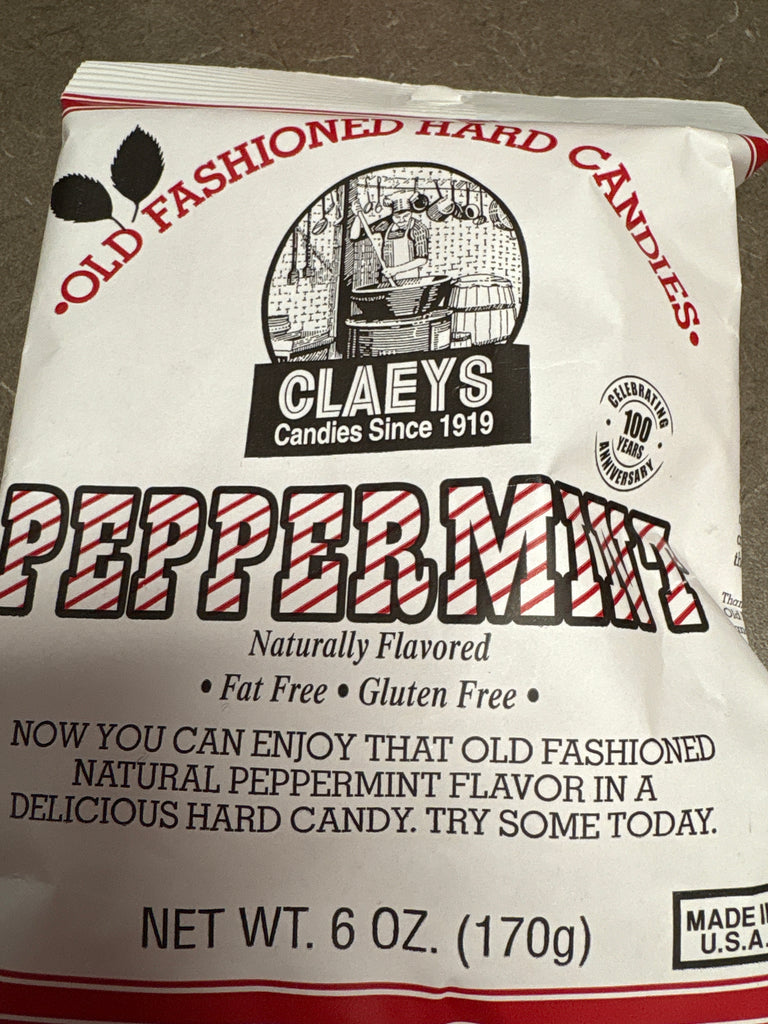 •OLD FASHIONED HARD CANDIES•
CLAEYS
Candies Since 1919
CELEBRATING
100
YEARS
ANNIVERSARY
PEPPERMINT
Naturally Flavored
• Fat Free • Gluten Free •
NOW YOU CAN ENJOY THAT OLD FASHIONED
NATURAL PEPPERMINT FLAVOR IN A
DELICIOUS HARD CANDY. TRY SOME TODAY.
NET WT. 6 OZ. (170g)
MADE I
U.S.A.